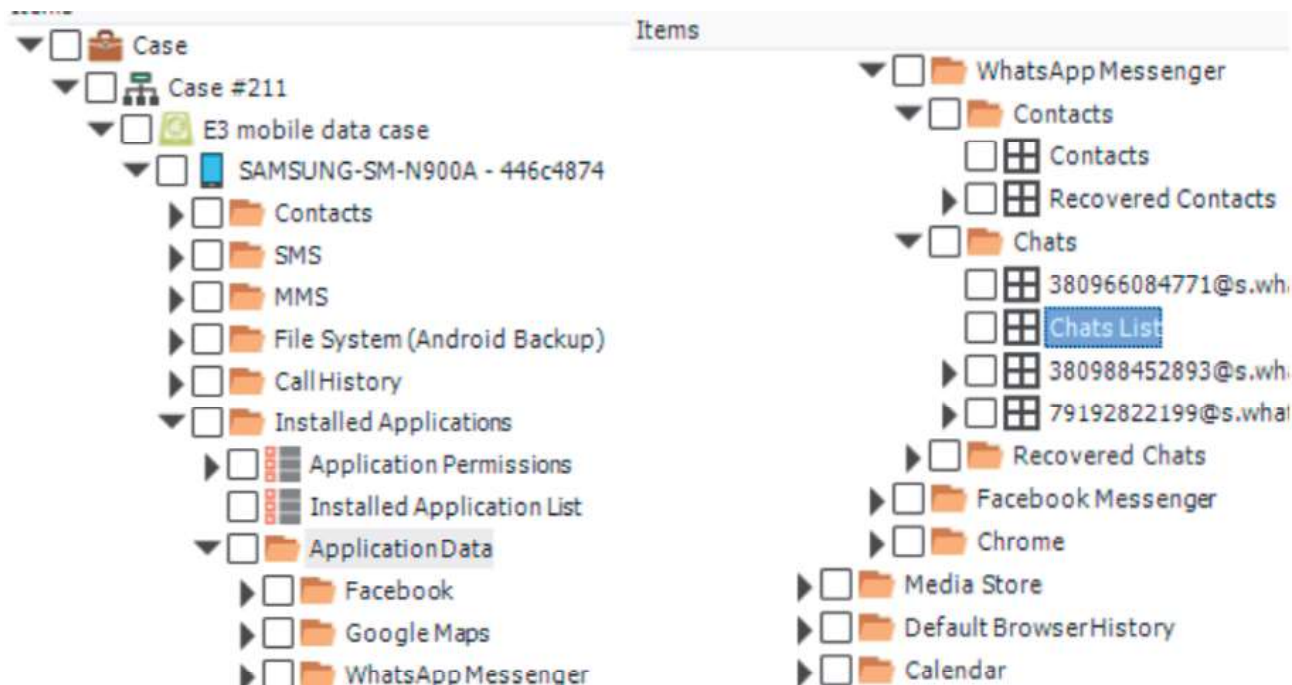 Case
Case #211
E3 mobile data case
SAMSUNG-SM-N900A - 446c4874
Contacts
SMS
MMS
File System (Android Backup)
Call History
Installed Applications
Application Permissions
Installed Application List
Application Data
Facebook
Google Maps
WhatsApp Messenger
Items
WhatsApp Messenger
Contacts
Contacts
Recovered Contacts
Chats
380966084771@s.wh
Chats List
380988452893@s.wh
79192822199@s.what
Recovered Chats
Facebook Messenger
Chrome
Media Store
Default Browser History
Calendar